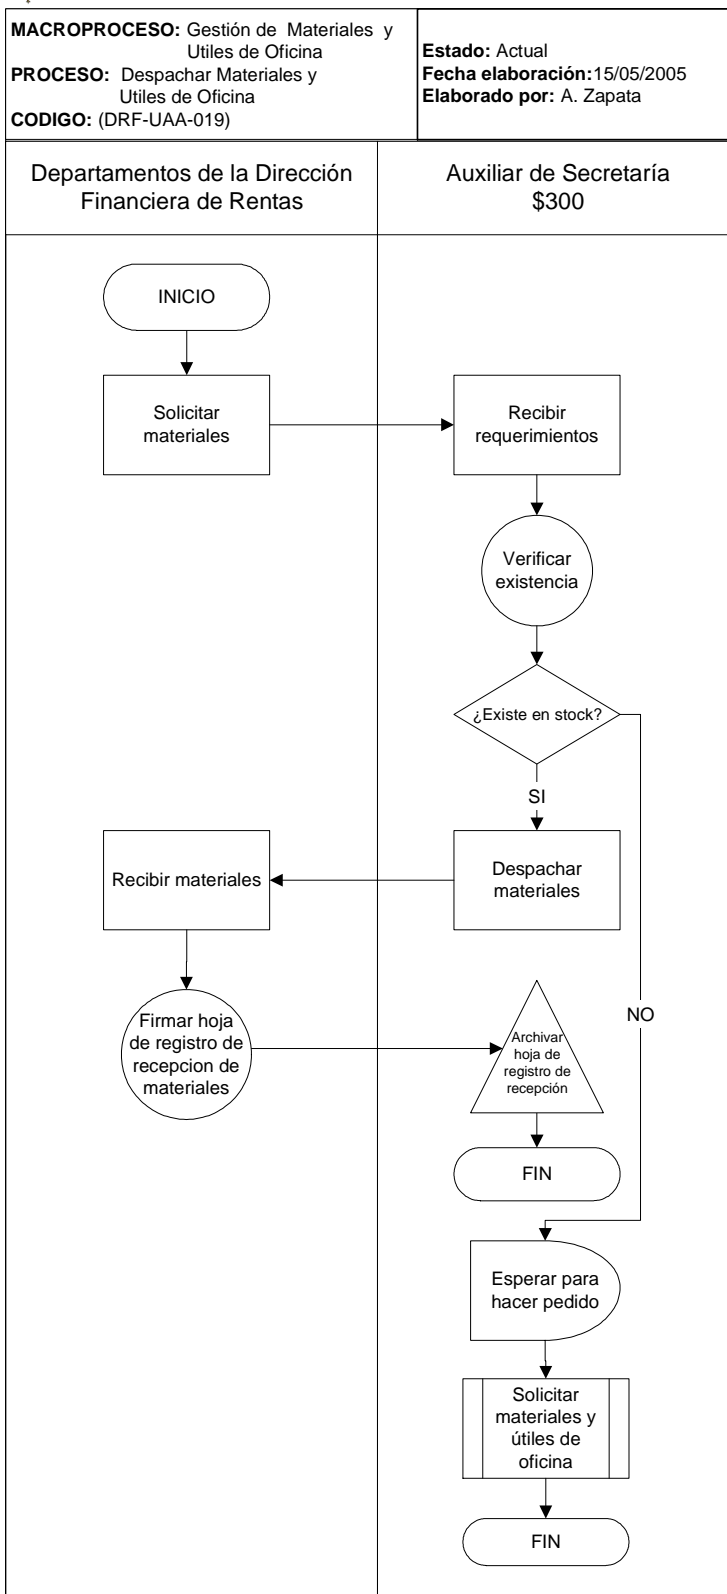 MACROPROCESO: Gestión de Materiales y
Utiles de Oficina
PROCESO: Despachar Materiales y
Utiles de Oficina
CODIGO: (DRF-UAA-019)
Estado: Actual
Fecha elaboración:15/05/2005
Elaborado por: A. Zapata
Departamentos de la Dirección
Financiera de Rentas
Auxiliar de Secretaría
$300
INICIO
Solicitar
materiales
Recibir
requerimientos
Verificar
existencia
¿Existe en stock?
SI
Recibir materiales
Despachar
materiales
NO
Firmar hoja
de registro de
recepcion de
materiales
Archivar
hoja de
registro de
recepción
FIN
Esperar para
hacer pedido
Solicitar
materiales y
útiles de
oficina
FIN